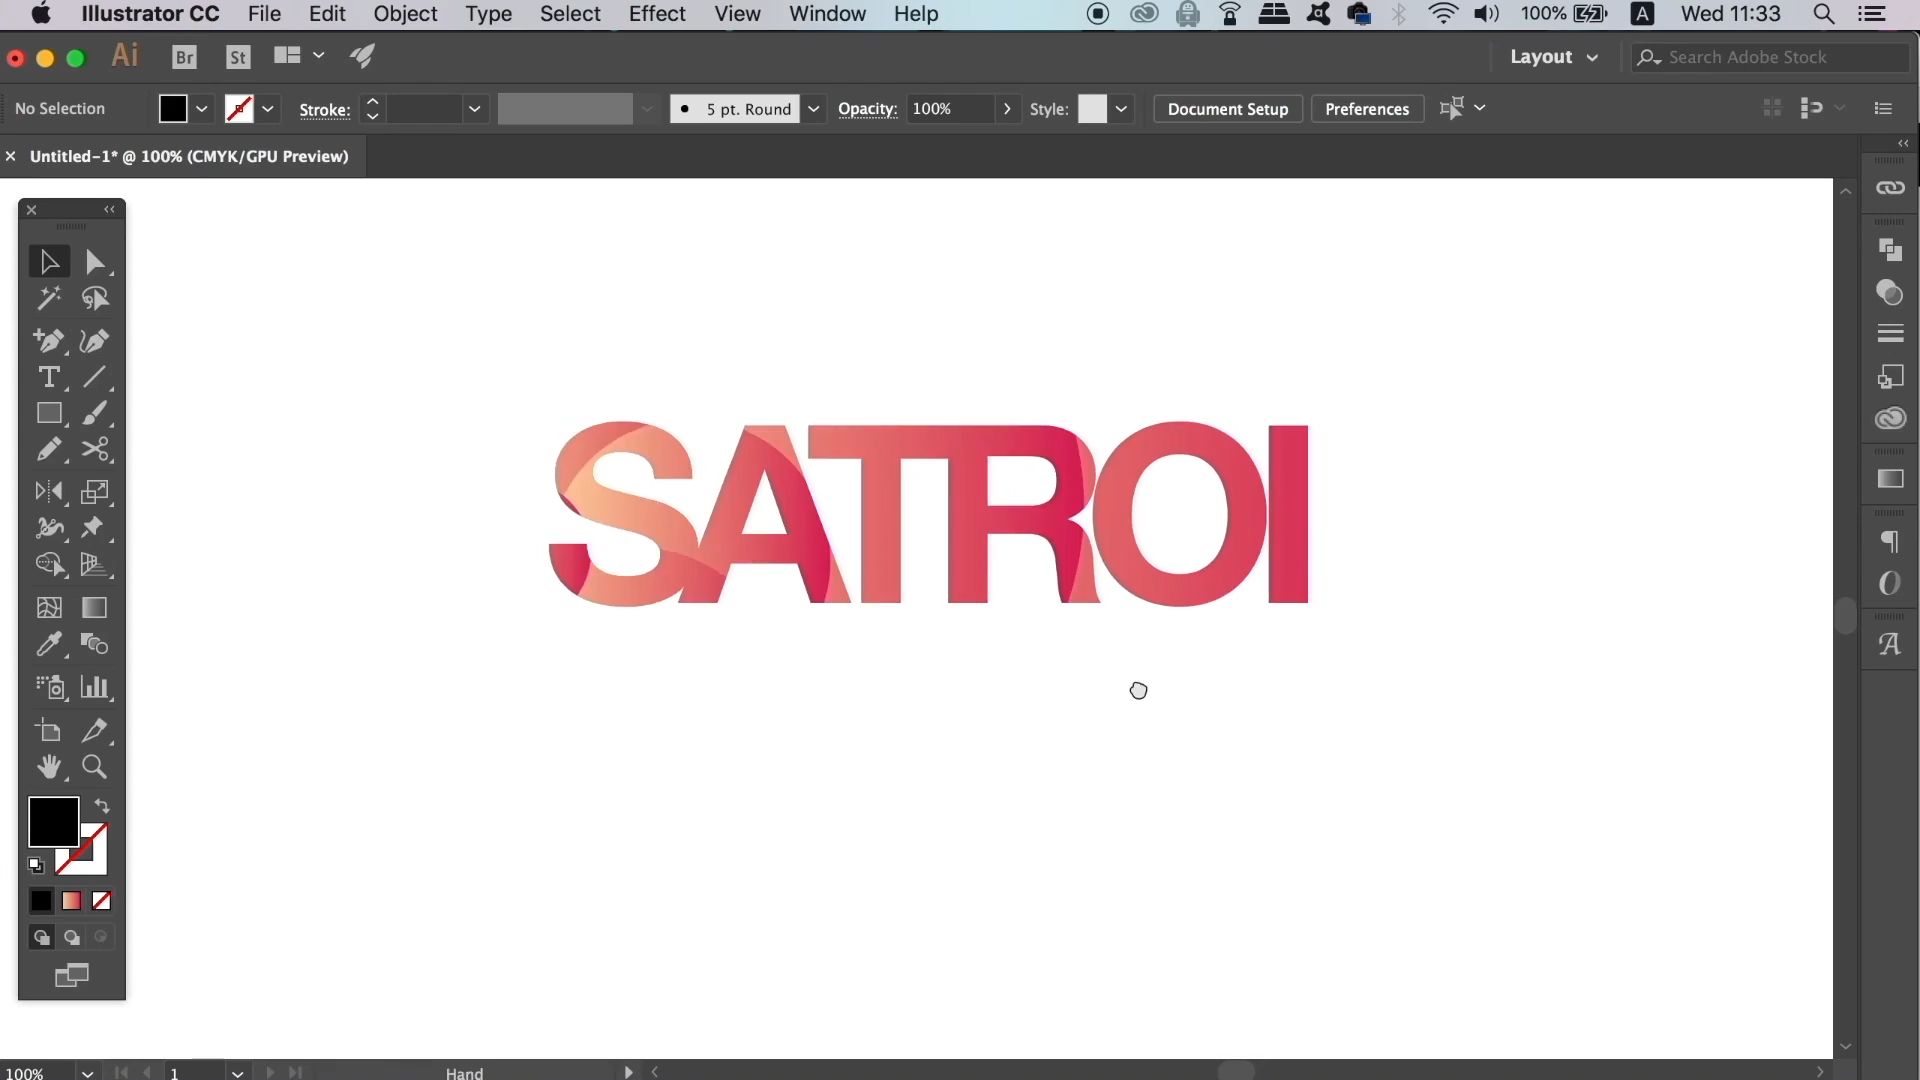 Illustrator CC File Edit Object Type Select Effect View Window Help 100% A Wed 11:33
Ai Br St Layout Search Adobe Stock
No Selection Stroke: 5 pt. Round Opacity: 100% Style: Document Setup Preferences
Untitled-1* @ 100% (CMYK/GPU Preview)
SATROI
100% 1 Hand